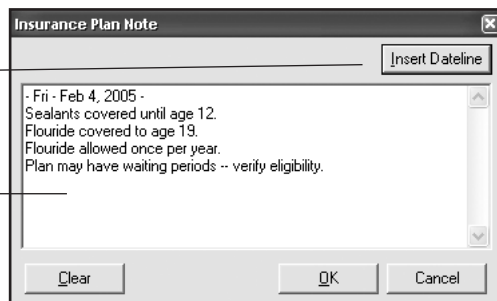 Insurance Plan Note
Insert Dateline
- Fri - Feb 4, 2005 -
Sealants covered until age 12.
Flouride covered to age 19.
Flouride allowed once per year.
Plan may have waiting periods -- verify eligibility.
Clear
OK
Cancel